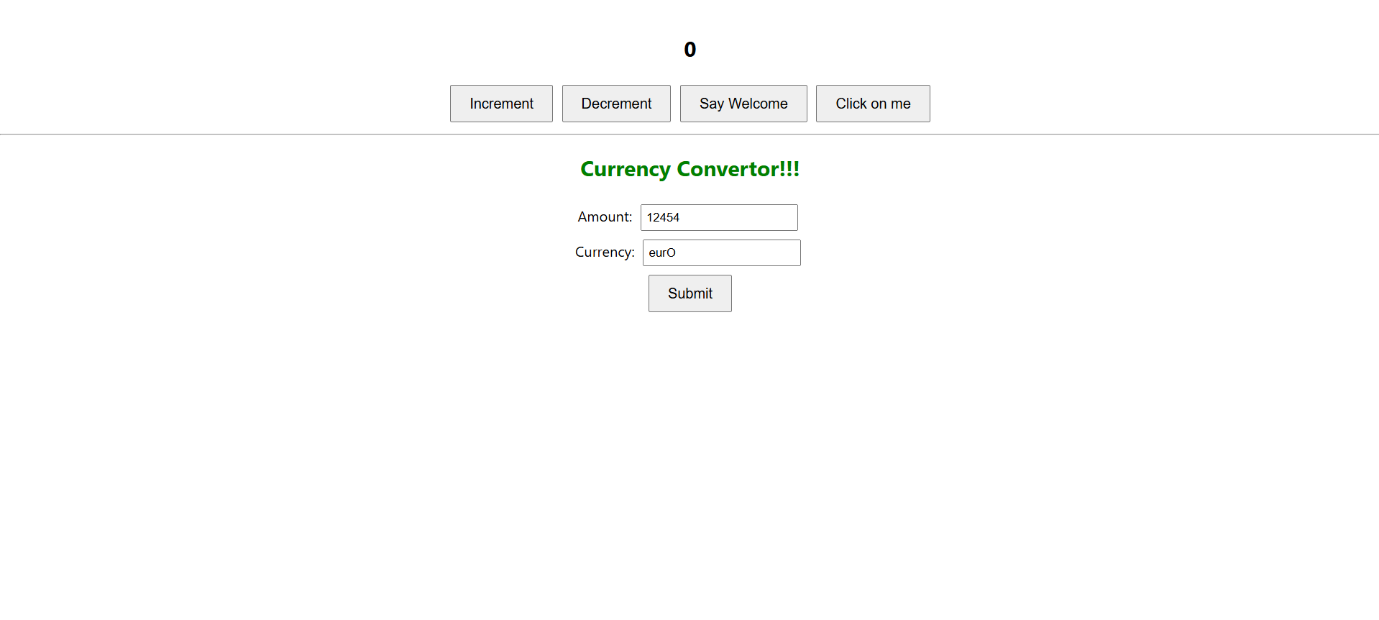 0
Increment Decrement Say Welcome Click on me
Currency Convertor!!!
Amount: 12454
Currency: eurO
Submit